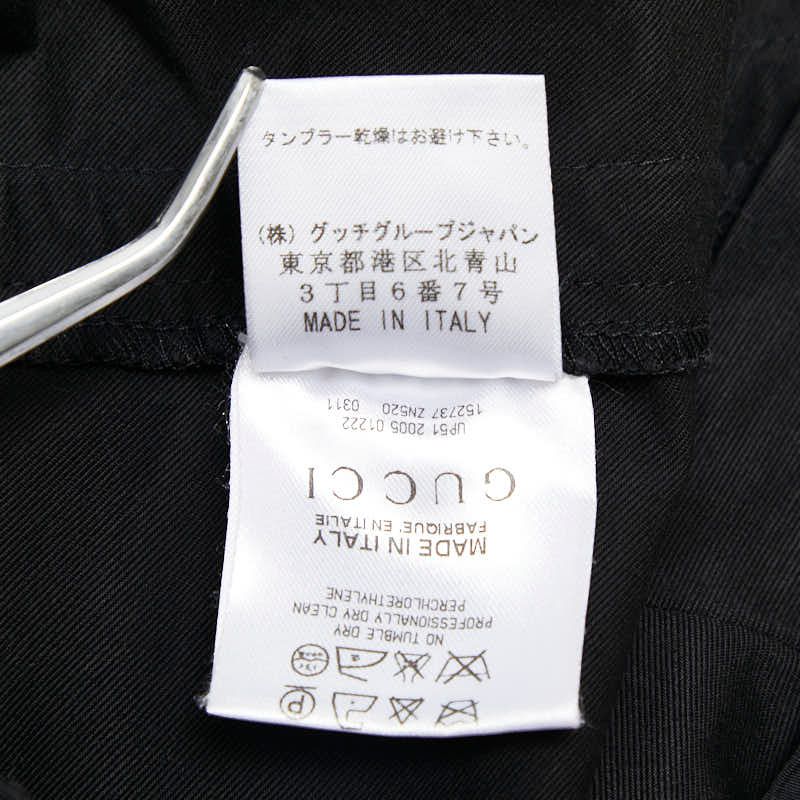 タンブラー乾燥はお避け下さい。
(株) グッチグループジャパン
東京都港区北青山
3丁目6番7号
MADE IN ITALY
UP51 2005 01222
152737 ZN520 0311
GUCCI
MADE IN ITALY
FABRIQUE' EN ITALIE
NO TUMBLE DRY
PROFESSIONALLY DRY CLEAN
PERCHLORETHYLENE
P